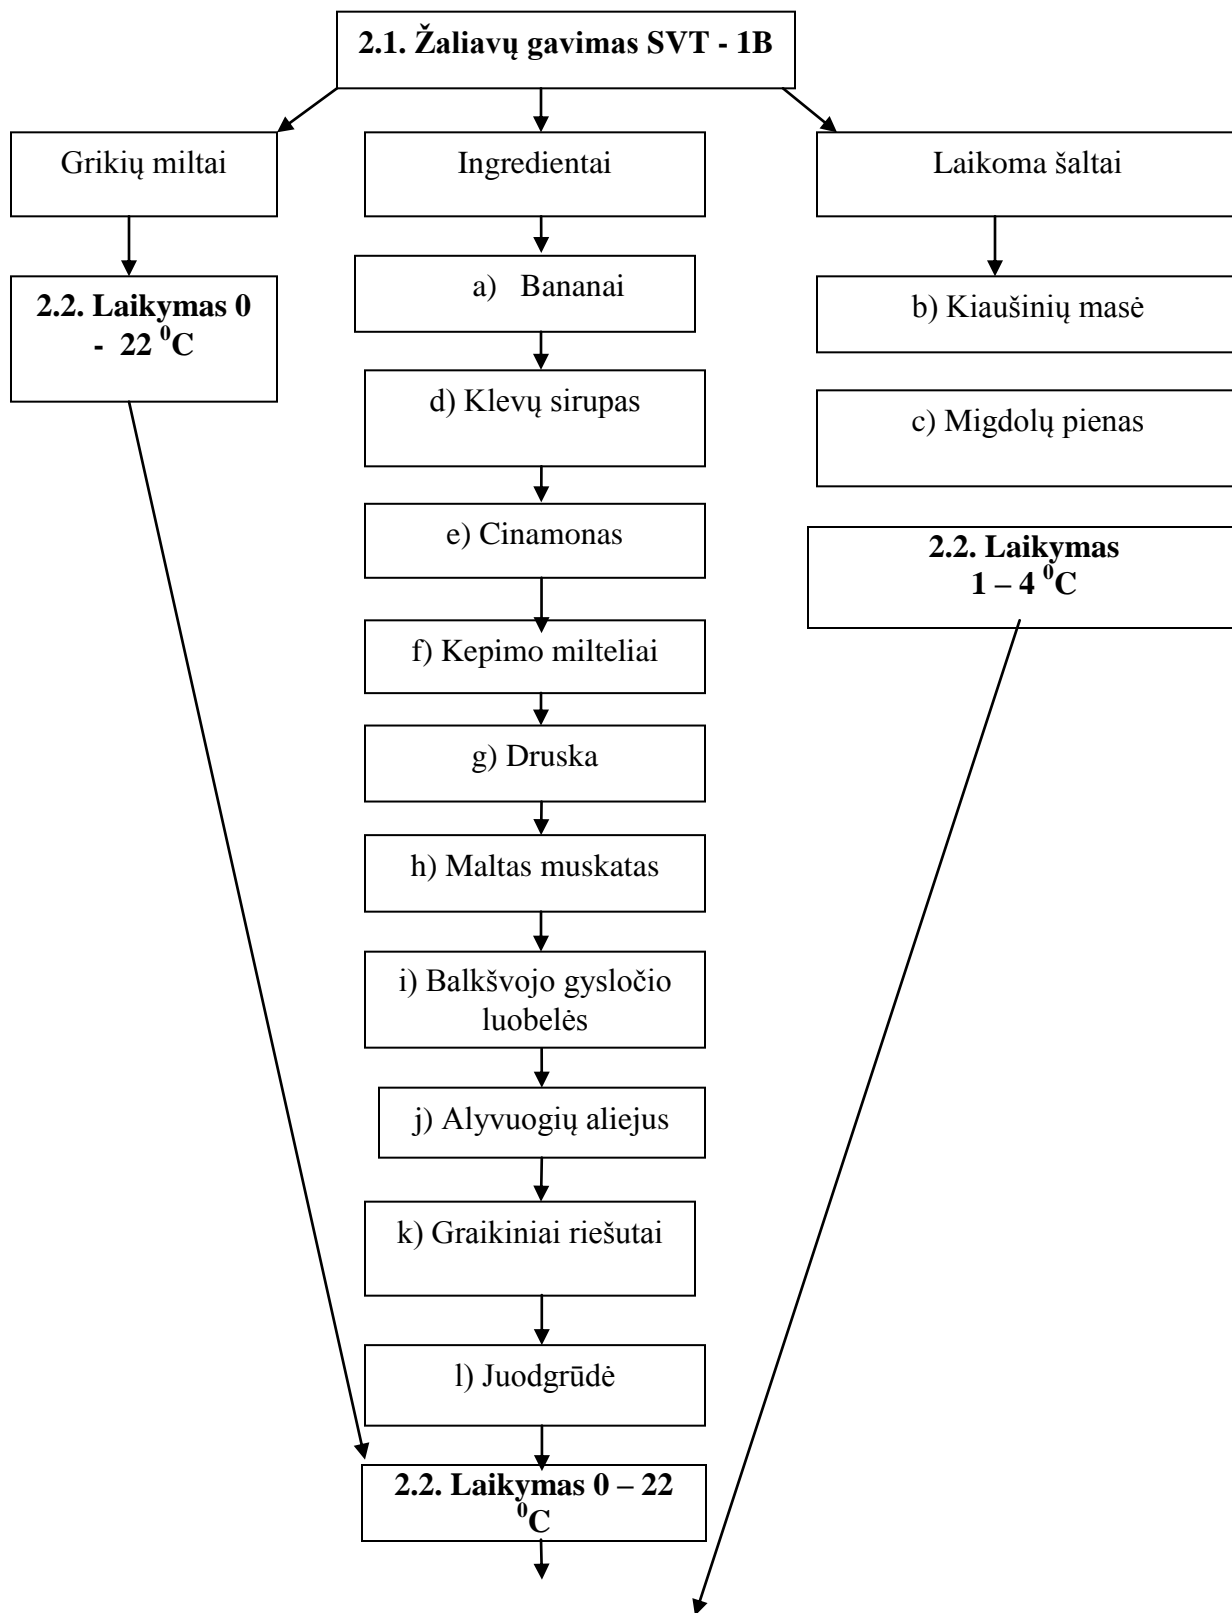 2.1. Žaliavų gavimas SVT - 1B
Grikių miltai
Ingredientai
Laikoma šaltai
2.2. Laikymas 0
- 22 ⁰C
a) Bananai
b) Kiaušinių masė
d) Klevų sirupas
c) Migdolų pienas
e) Cinamonas
2.2. Laikymas
1 – 4 ⁰C
f) Kepimo milteliai
g) Druska
h) Maltas muskatas
i) Balkšvojo gysločio
luobelės
j) Alyvuogių aliejus
k) Graikiniai riešutai
l) Juodgrūdė
2.2. Laikymas 0 – 22
⁰C